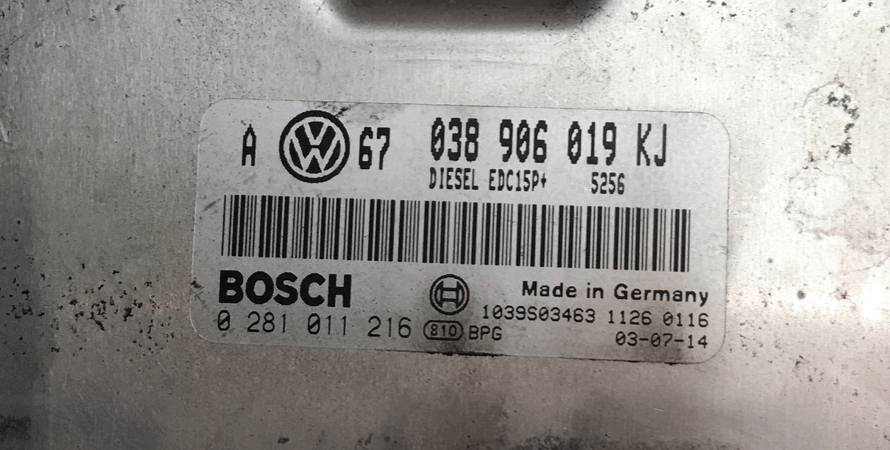 A VW 67 038 906 019 KJ
DIESEL EDC15P+ 5256
BOSCH
Made in Germany
1039S03463 1126 0116
0 281 011 216 810 BPG
03-07-14